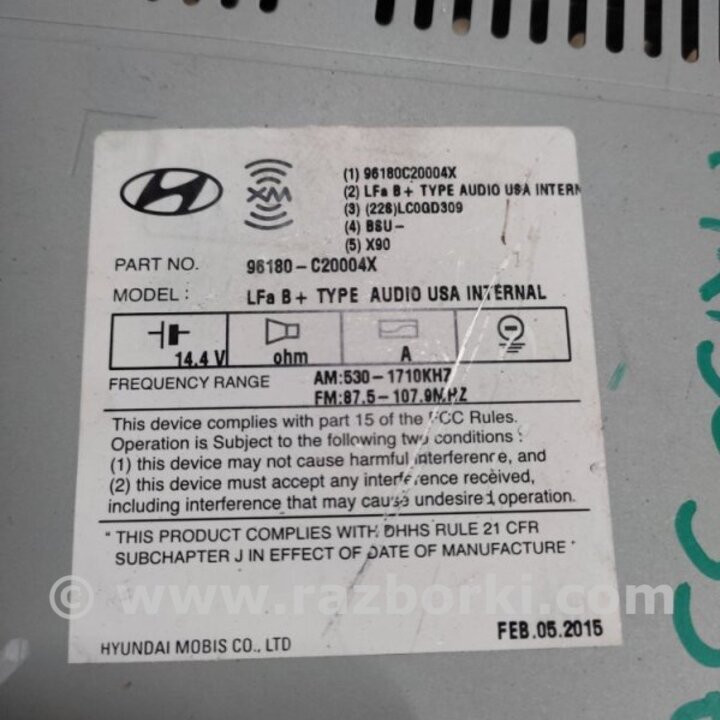 XM
(1) 96180C20004X
(2) LFa B+ TYPE AUDIO USA INTERN
(3) (226)LC0GD309
(4) BSU-
(5) X90
PART NO. 96180-C20004X
MODEL : LFa B+ TYPE AUDIO USA INTERNAL
14.4 V ohm A
FREQUENCY RANGE AM:530-1710KHZ
FM:87.5-107.9MHZ
This device complies with part 15 of the FCC Rules.
Operation is Subject to the following two conditions :
(1) this device may not cause harmful interference, and
(2) this device must accept any interference received,
including interference that may cause undesired operation.
" THIS PRODUCT COMPLIES WITH DHHS RULE 21 CFR
SUBCHAPTER J IN EFFECT OF DATE OF MANUFACTURE "
© www.razborki.com/
HYUNDAI MOBIS CO., LTD FEB.05.2015